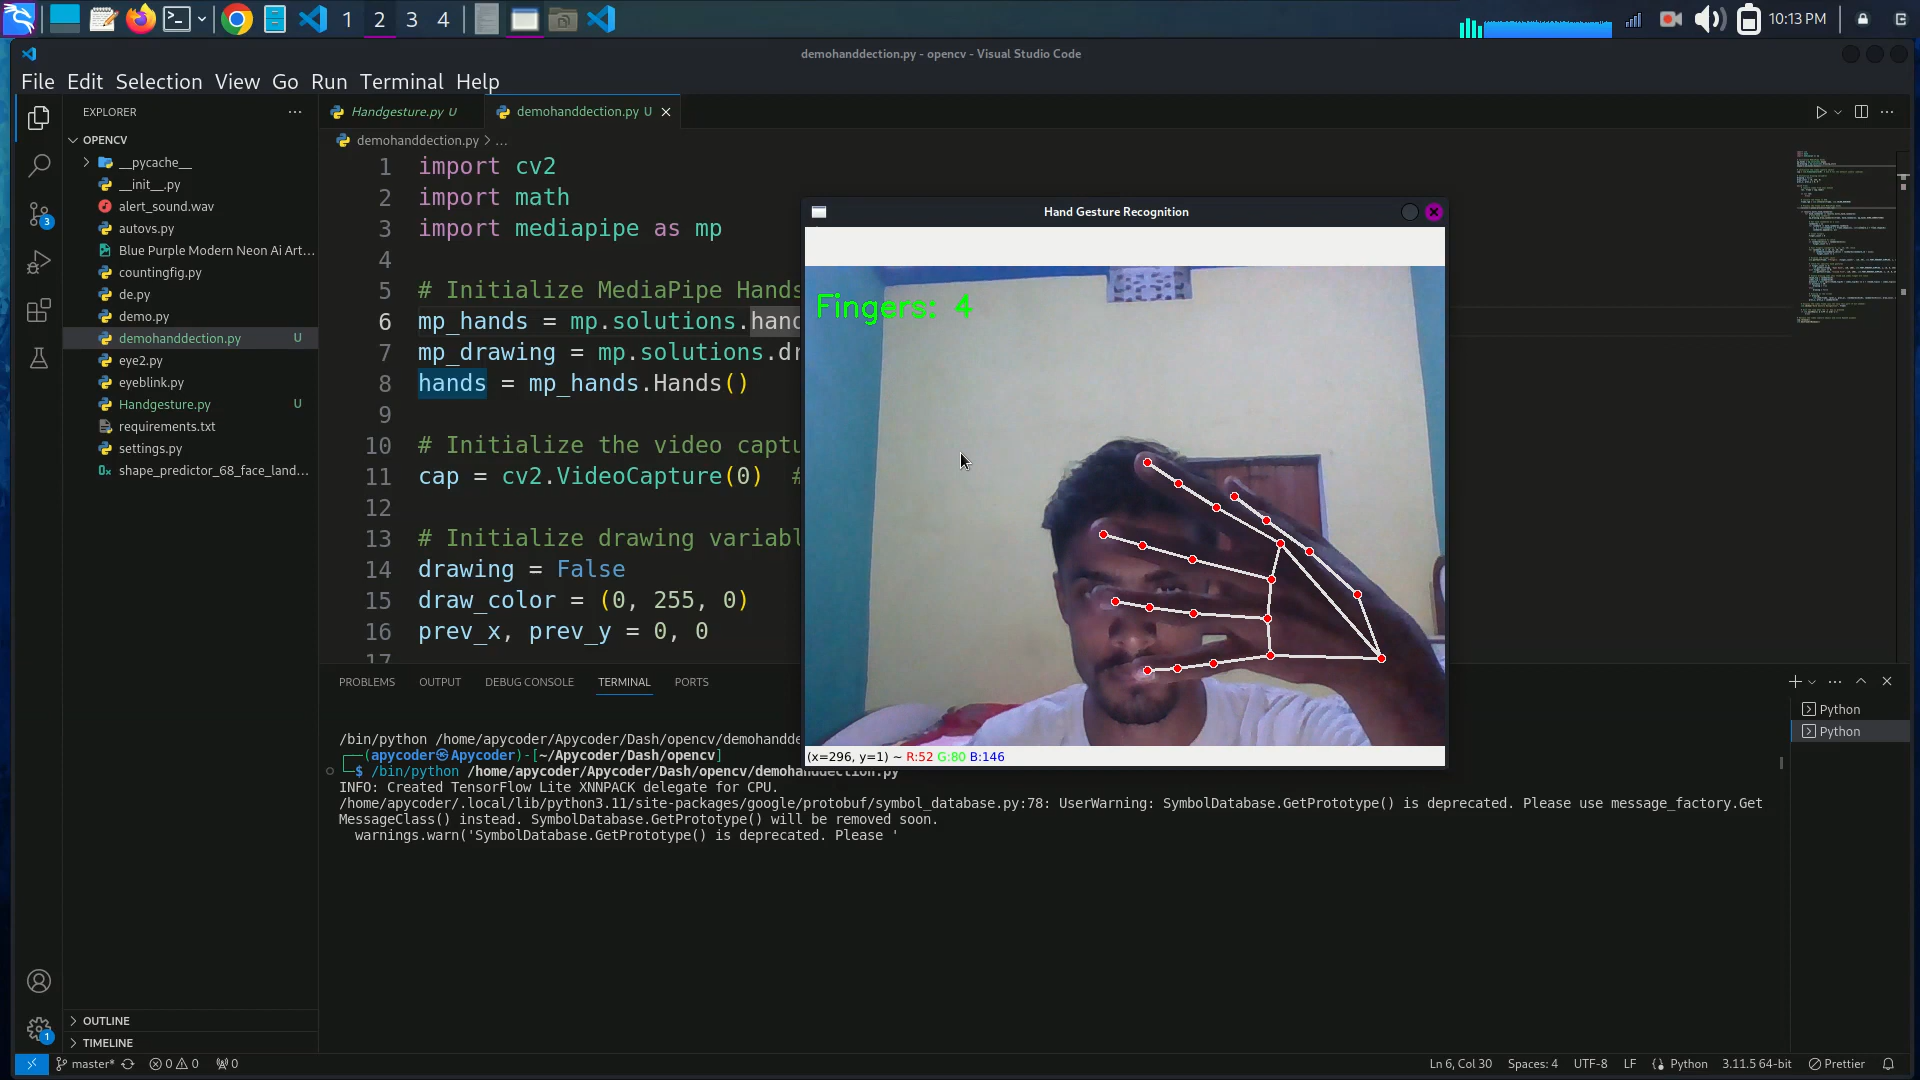 1 2 3 4
10:13 PM
demohanddection.py - opencv - Visual Studio Code
File Edit Selection View Go Run Terminal Help
EXPLORER
OPENCV
__pycache__
__init__.py
alert_sound.wav
autovs.py
Blue Purple Modern Neon Ai Art...
countingfig.py
de.py
demo.py
demohanddection.py U
eye2.py
eyeblink.py
Handgesture.py U
requirements.txt
settings.py
shape_predictor_68_face_land...
OUTLINE
TIMELINE
3
1
Handgesture.py U
demohanddection.py U
demohanddection.py > ...
1 import cv2
2 import math
3 import mediapipe as mp
4
5 # Initialize MediaPipe Hands
6 mp_hands = mp.solutions.hand
7 mp_drawing = mp.solutions.dr
8 hands = mp_hands.Hands()
9
10 # Initialize the video captu
11 cap = cv2.VideoCapture(0) #
12
13 # Initialize drawing variabl
14 drawing = False
15 draw_color = (0, 255, 0)
16 prev_x, prev_y = 0, 0
17
Hand Gesture Recognition
Fingers: 4
(x=296, y=1) ~ R:52 G:80 B:146
PROBLEMS OUTPUT DEBUG CONSOLE TERMINAL PORTS
/bin/python /home/apycoder/Apycoder/Dash/opencv/demohandde
(apycoder㉿Apycoder)-[~/Apycoder/Dash/opencv]
$ /bin/python /home/apycoder/Apycoder/Dash/opencv/demohanddection.py
INFO: Created TensorFlow Lite XNNPACK delegate for CPU.
/home/apycoder/.local/lib/python3.11/site-packages/google/protobuf/symbol_database.py:78: UserWarning: SymbolDatabase.GetPrototype() is deprecated. Please use message_factory.Get
MessageClass() instead. SymbolDatabase.GetPrototype() will be removed soon.
warnings.warn('SymbolDatabase.GetPrototype() is deprecated. Please '
Python
Python
master* 0 0 0
Ln 6, Col 30 Spaces: 4 UTF-8 LF Python 3.11.5 64-bit Prettier